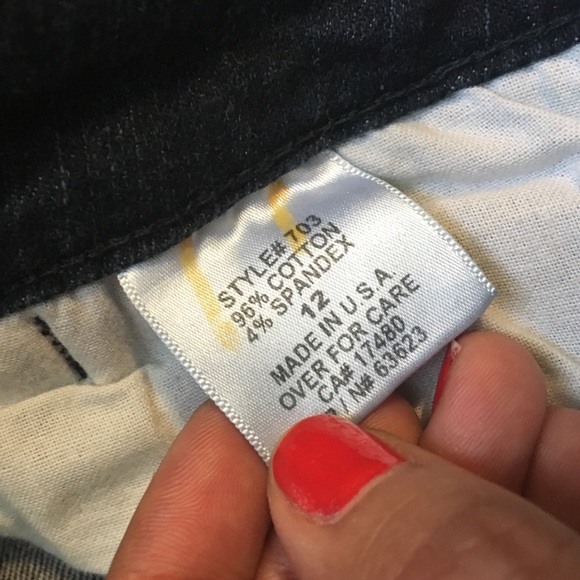 STYLE# 703
96% COTTON
4% SPANDEX
12
MADE IN U.S.A
OVER FOR CARE
CA# 17480
/ N# 63623